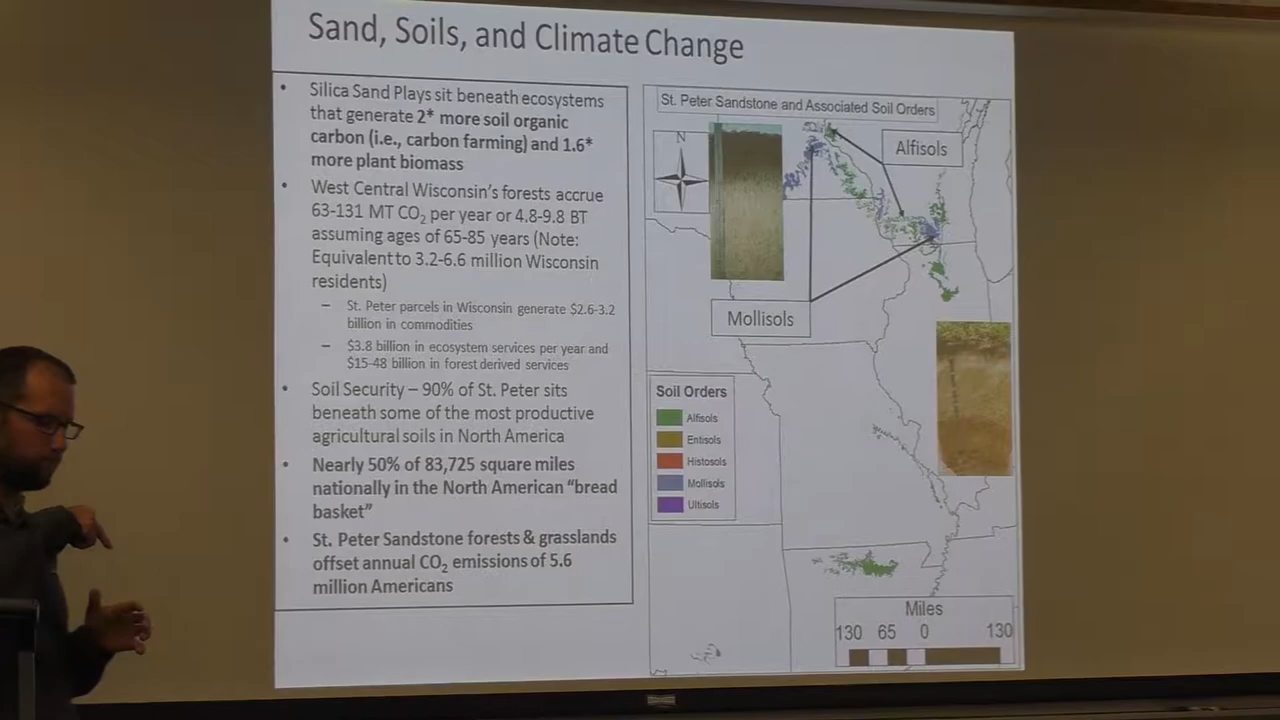 Sand, Soils, and Climate Change
• Silica Sand Plays sit beneath ecosystems
that generate 2* more soil organic
carbon (i.e., carbon farming) and 1.6*
more plant biomass
• West Central Wisconsin's forests accrue
63-131 MT CO₂ per year or 4.8-9.8 BT
assuming ages of 65-85 years (Note:
Equivalent to 3.2-6.6 million Wisconsin
residents)
– St. Peter parcels in Wisconsin generate $2.6-3.2
billion in commodities
– $3.8 billion in ecosystem services per year and
$15-48 billion in forest derived services
• Soil Security – 90% of St. Peter sits
beneath some of the most productive
agricultural soils in North America
• Nearly 50% of 83,725 square miles
nationally in the North American "bread
basket"
• St. Peter Sandstone forests & grasslands
offset annual CO₂ emissions of 5.6
million Americans
St. Peter Sandstone and Associated Soil Orders
N
Alfisols
Mollisols
Soil Orders
Alfisols
Entisols
Histosols
Mollisols
Ultisols
Miles
130 65 0 130